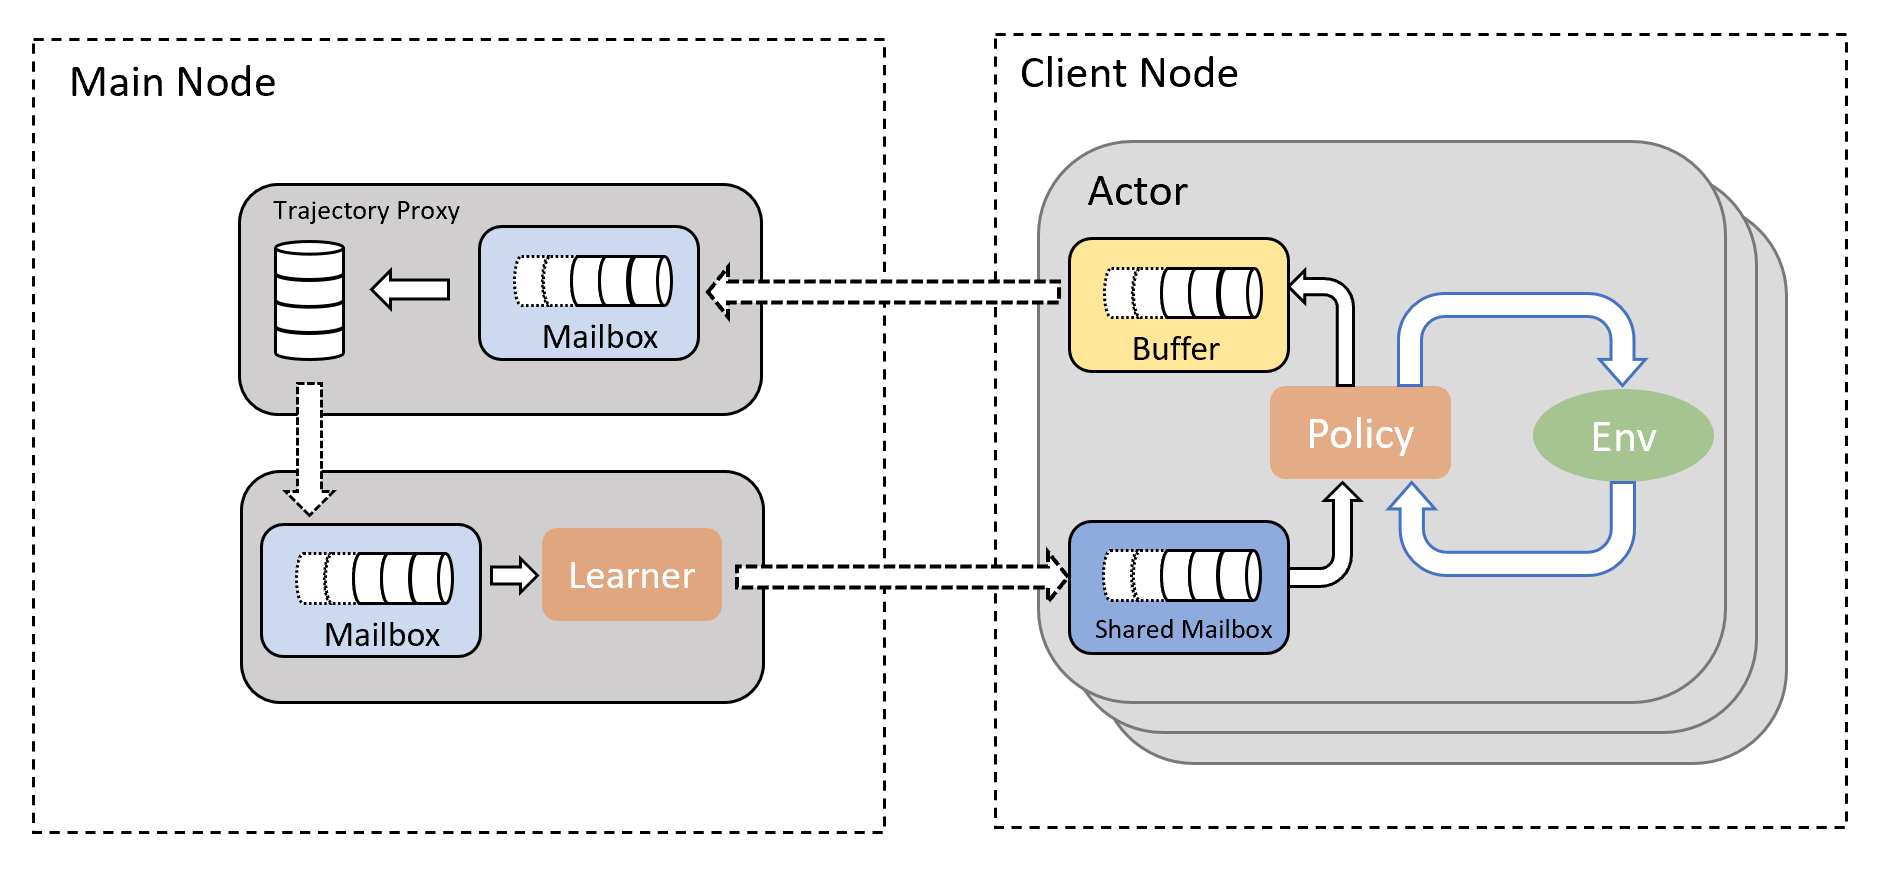 Main Node
Trajectory Proxy
Mailbox
Mailbox
Learner
Client Node
Actor
Buffer
Policy
Env
Shared Mailbox